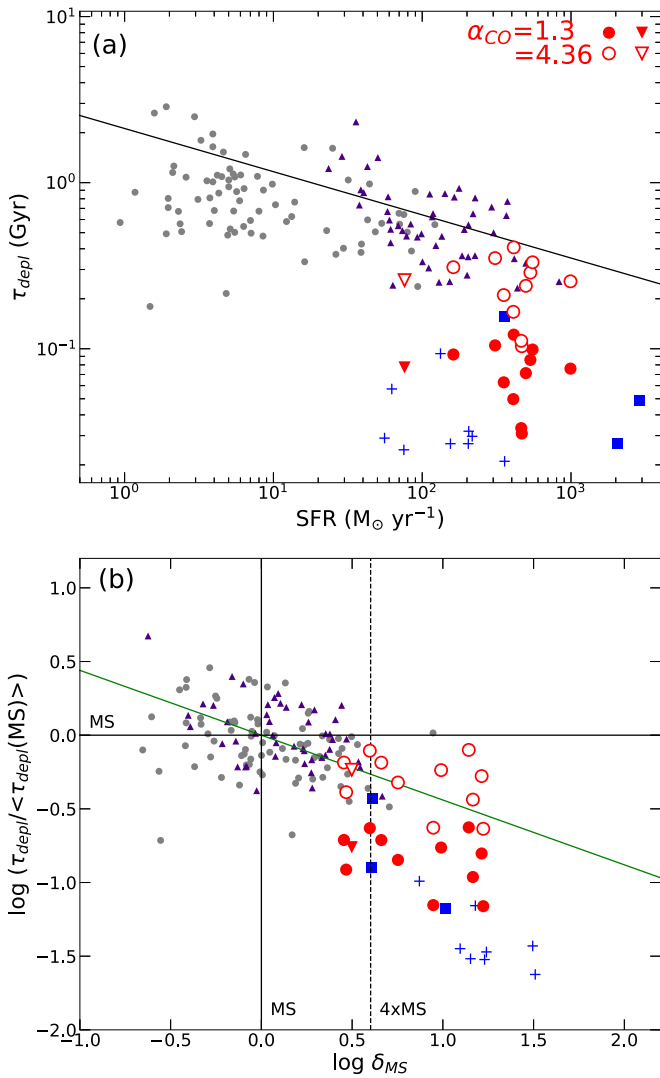 (a)
α_CO=1.3
=4.36
10¹
10⁰
10⁻¹
τ_depl (Gyr)
10⁰ 10¹ 10² 10³
SFR (M⊙ yr⁻¹)
(b)
1.0
0.5
MS
0.0
−0.5
−1.0
−1.5
−2.0
log (τ_depl/<τ_depl(MS)>)
MS
4xMS
−1.0 −0.5 0.0 0.5 1.0 1.5 2.0
log δ_MS